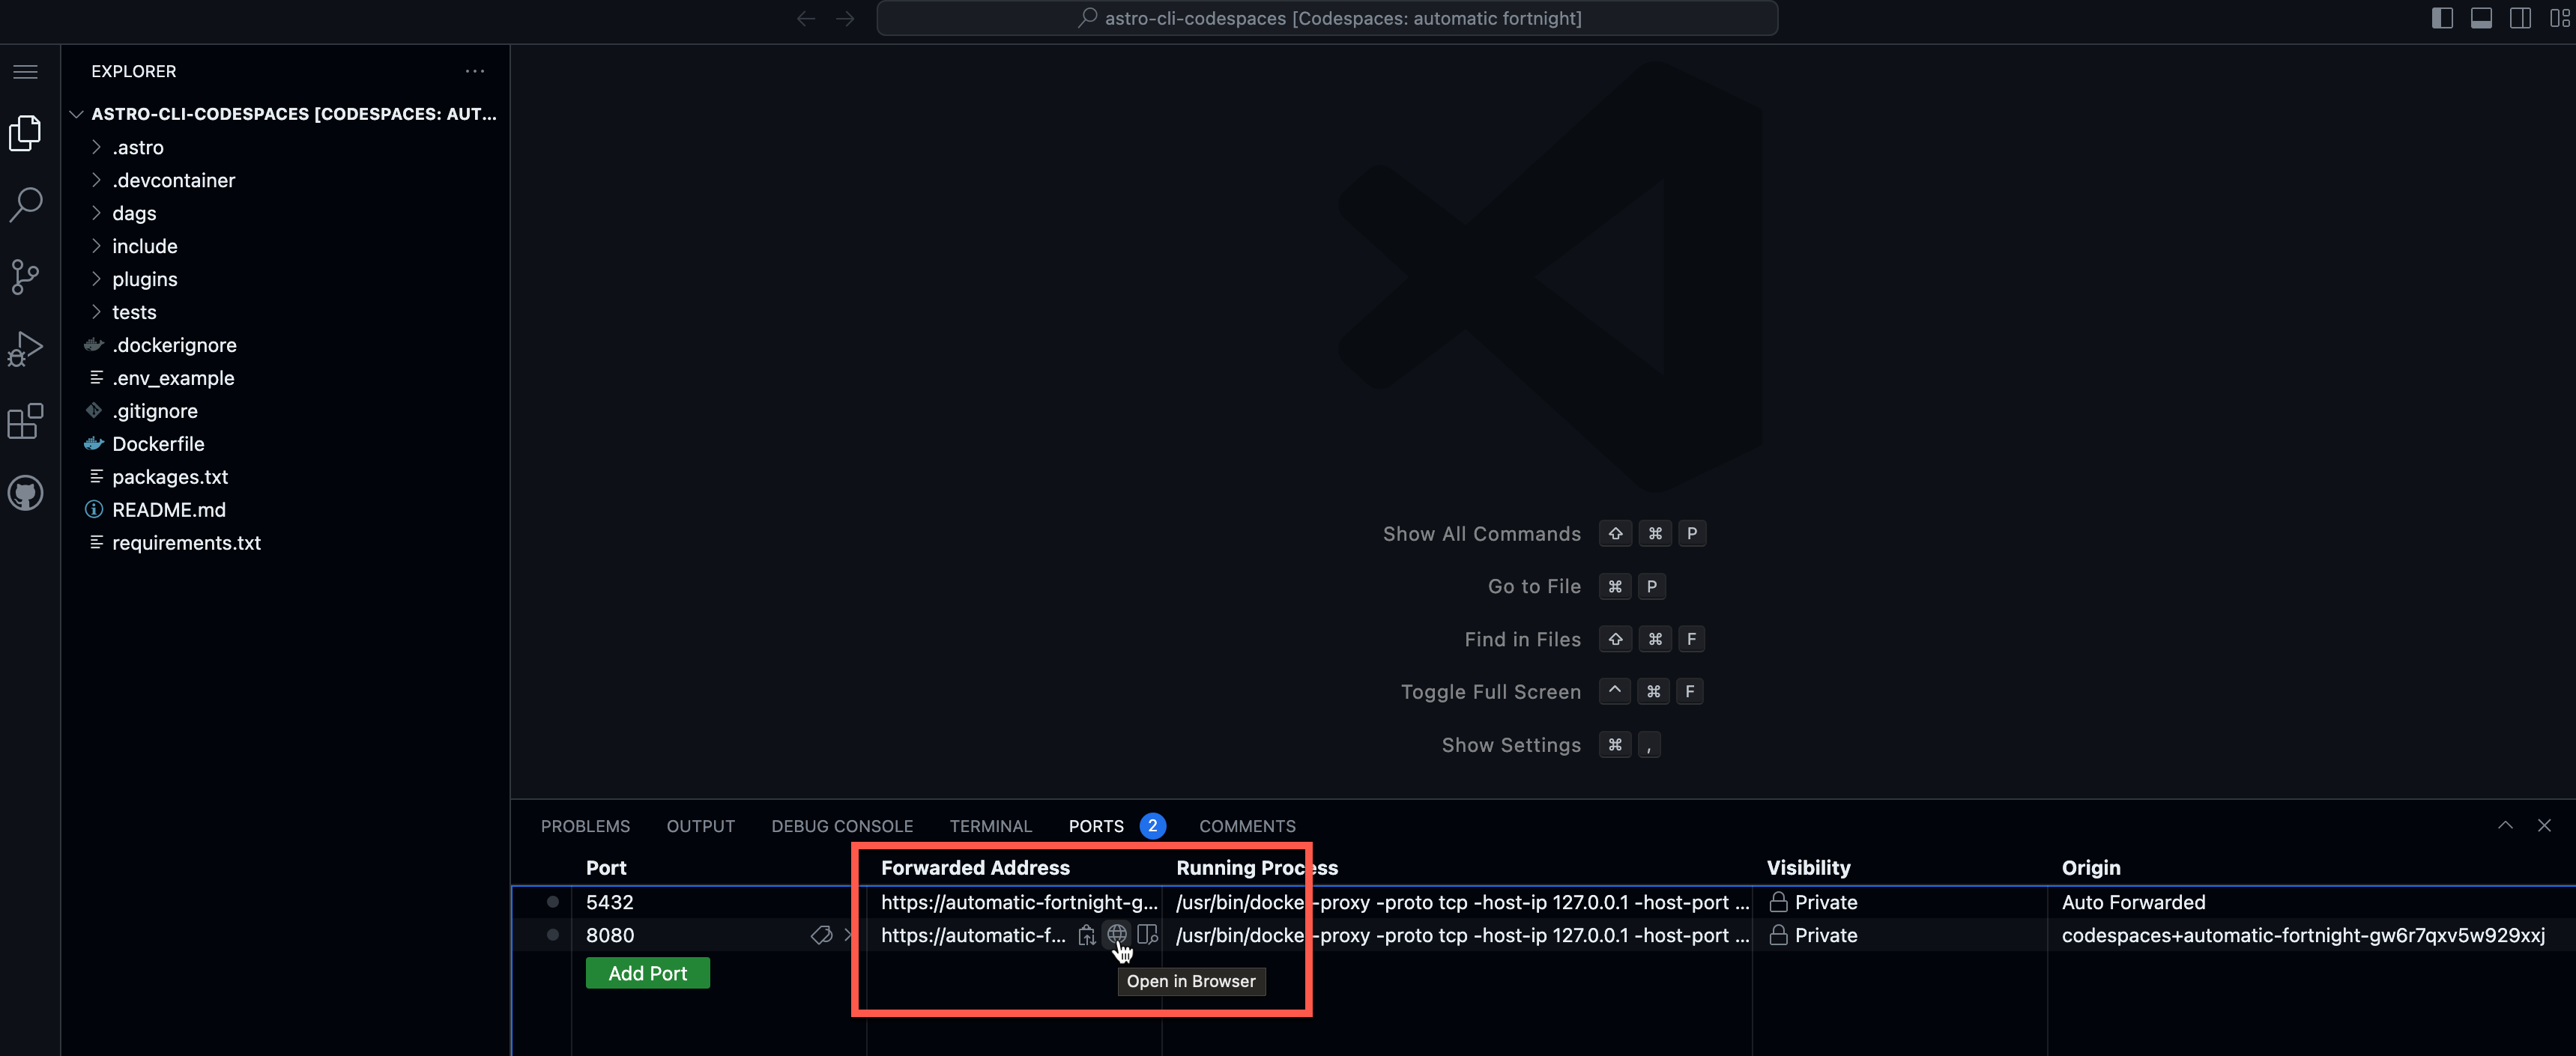 astro-cli-codespaces [Codespaces: automatic fortnight]
EXPLORER
ASTRO-CLI-CODESPACES [CODESPACES: AUT...
.astro
.devcontainer
dags
include
plugins
tests
.dockerignore
.env_example
.gitignore
Dockerfile
packages.txt
README.md
requirements.txt
Show All Commands ⇧ ⌘ P
Go to File ⌘ P
Find in Files ⇧ ⌘ F
Toggle Full Screen ^ ⌘ F
Show Settings ⌘ ,
PROBLEMS OUTPUT DEBUG CONSOLE TERMINAL PORTS 2 COMMENTS
Port Forwarded Address Running Process Visibility Origin
5432 https://automatic-fortnight-g... /usr/bin/docke -proxy -proto tcp -host-ip 127.0.0.1 -host-port ... Private Auto Forwarded
8080 https://automatic-f... /usr/bin/docke -proxy -proto tcp -host-ip 127.0.0.1 -host-port ... Private codespaces+automatic-fortnight-gw6r7qxv5w929xxj
Add Port
Open in Browser